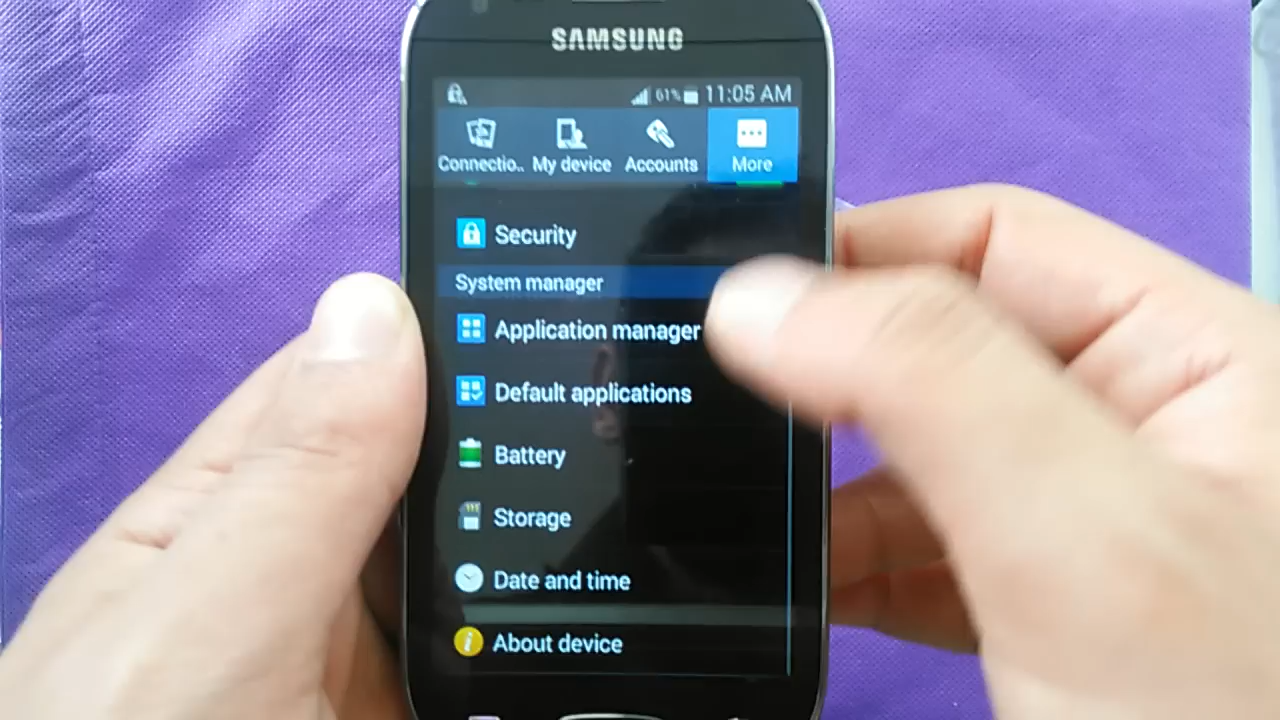 SAMSUNG
61% 11:05 AM
Connectio.. My device Accounts More
Security
System manager
Application manager
Default applications
Battery
Storage
Date and time
About device